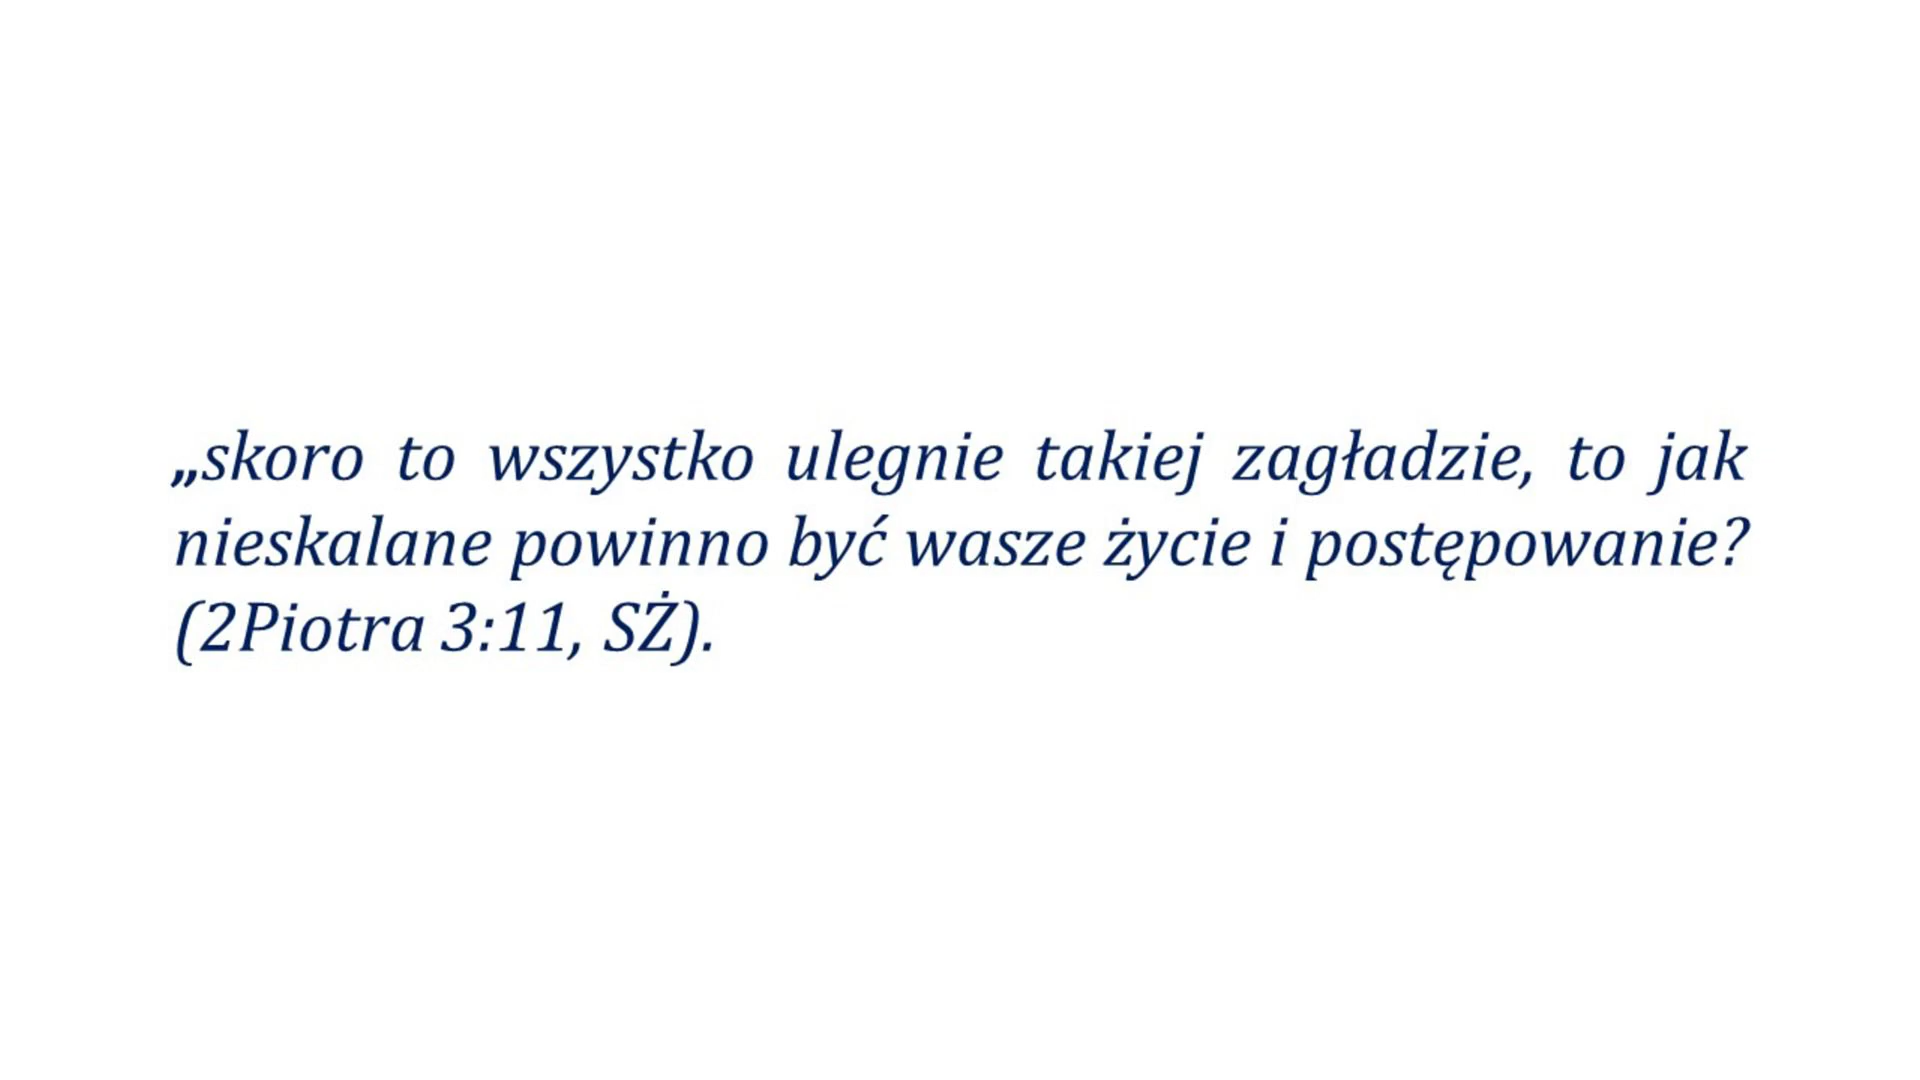 „skoro to wszystko ulegnie takiej zagładzie, to jak
nieskalane powinno być wasze życie i postępowanie?
(2Piotra 3:11, SŻ).